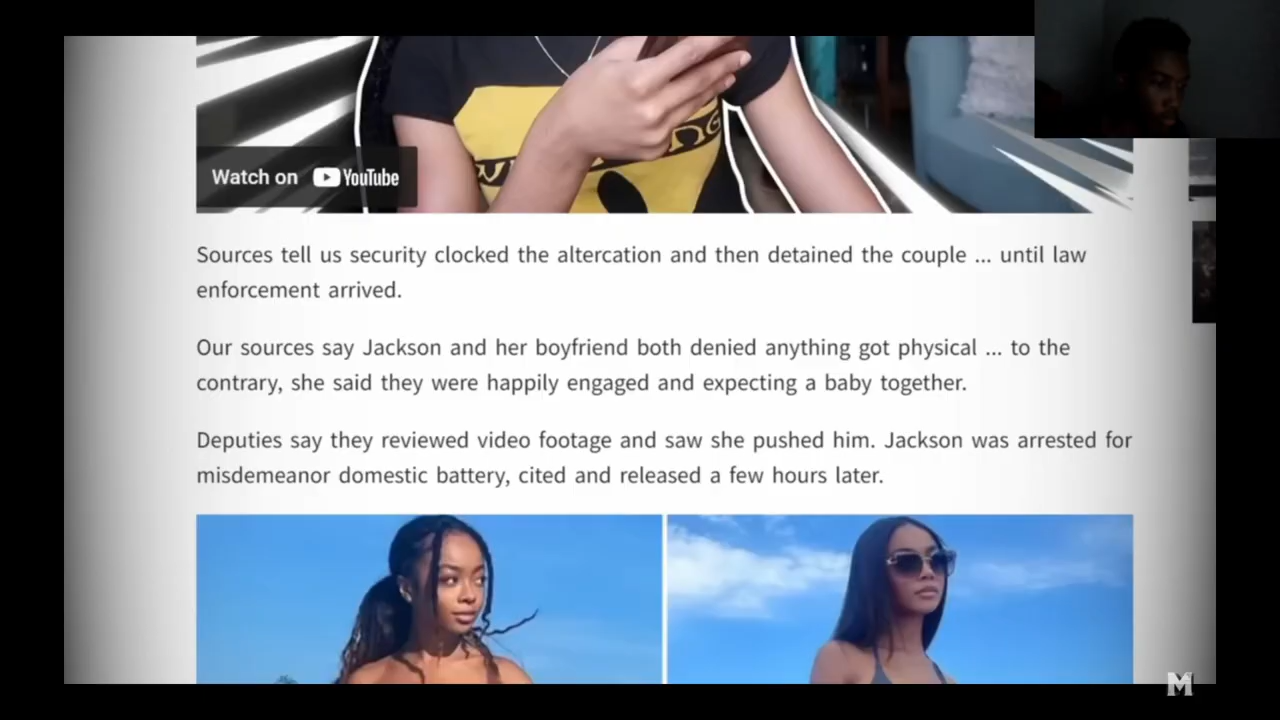 Watch on YouTube
Sources tell us security clocked the altercation and then detained the couple ... until law
enforcement arrived.
Our sources say Jackson and her boyfriend both denied anything got physical ... to the
contrary, she said they were happily engaged and expecting a baby together.
Deputies say they reviewed video footage and saw she pushed him. Jackson was arrested for
misdemeanor domestic battery, cited and released a few hours later.
M